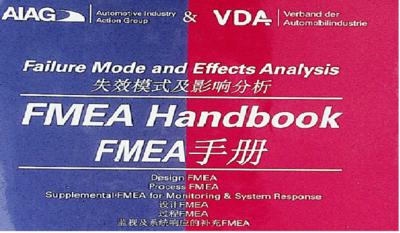 AIAG Automotive Industry Action Group & VDA Verband der Automobilindustrie
Failure Mode and Effects Analysis
失效模式及影响分析
FMEA Handbook
FMEA手册
Design FMEA
Process FMEA
Supplemental FMEA for Monitoring & System Response
设计FMEA
过程FMEA
监视及系统响应的补充FMEA